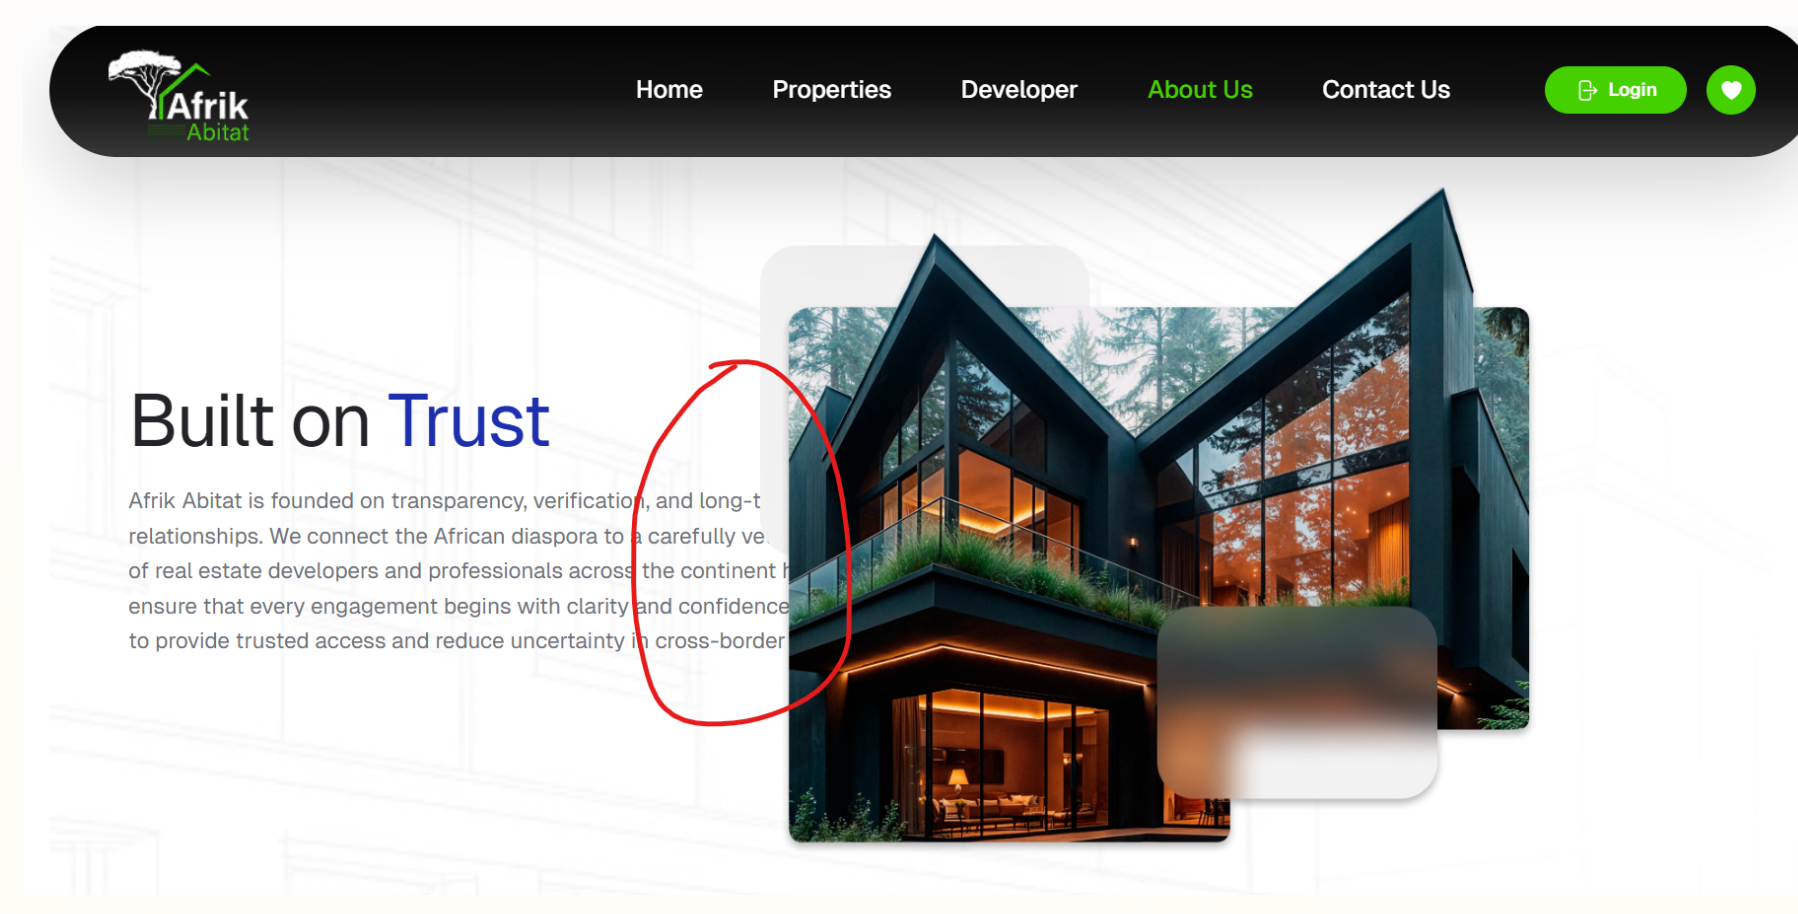 Afrik
Abitat
Home
Properties
Developer
About Us
Contact Us
Login
Built on Trust
Afrik Abitat is founded on transparency, verification, and long-t
relationships. We connect the African diaspora to a carefully ve
of real estate developers and professionals across the continent
ensure that every engagement begins with clarity and confidence
to provide trusted access and reduce uncertainty in cross-border